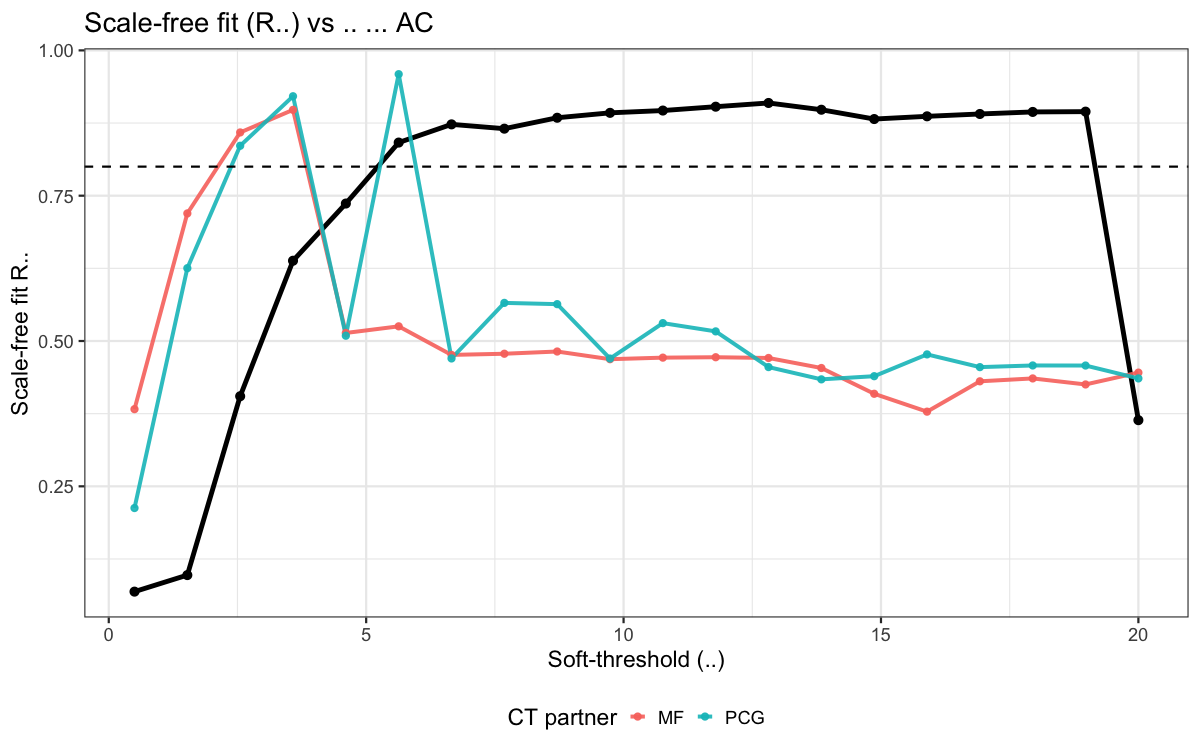 Scale-free fit (R..) vs .. ... AC
1.00
0.75
0.50
0.25
Scale-free fit R..
0 5 10 15 20
Soft-threshold (..)
CT partner MF PCG